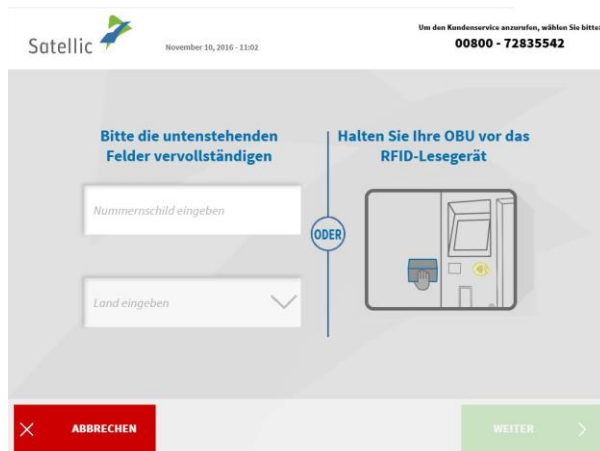 Satellic
November 10, 2016 - 11:02
Um den Kundenservice anzurufen, wählen Sie bitte:
00800 - 72835542
Bitte die untenstehenden
Felder vervollständigen
Nummernschild eingeben
Land eingeben
ODER
Halten Sie Ihre OBU vor das
RFID-Lesegerät
ABBRECHEN
WEITER